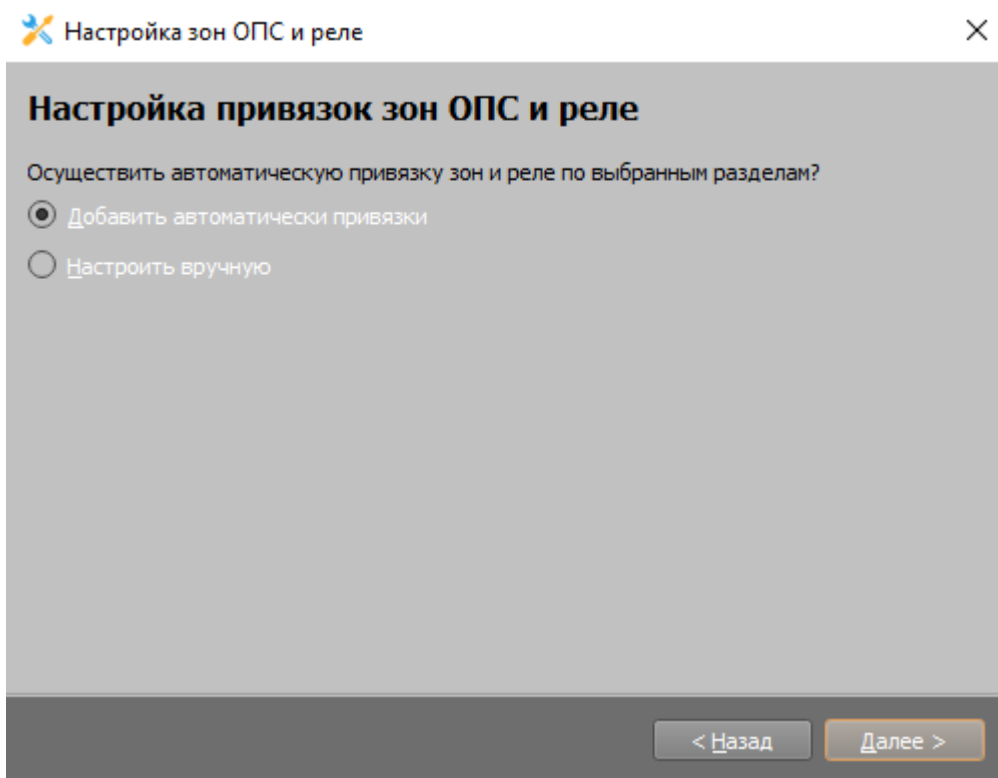 Настройка зон ОПС и реле
Настройка привязок зон ОПС и реле
Осуществить автоматическую привязку зон и реле по выбранным разделам?
Добавить автоматически привязки
Настроить вручную
< Назад
Далее >